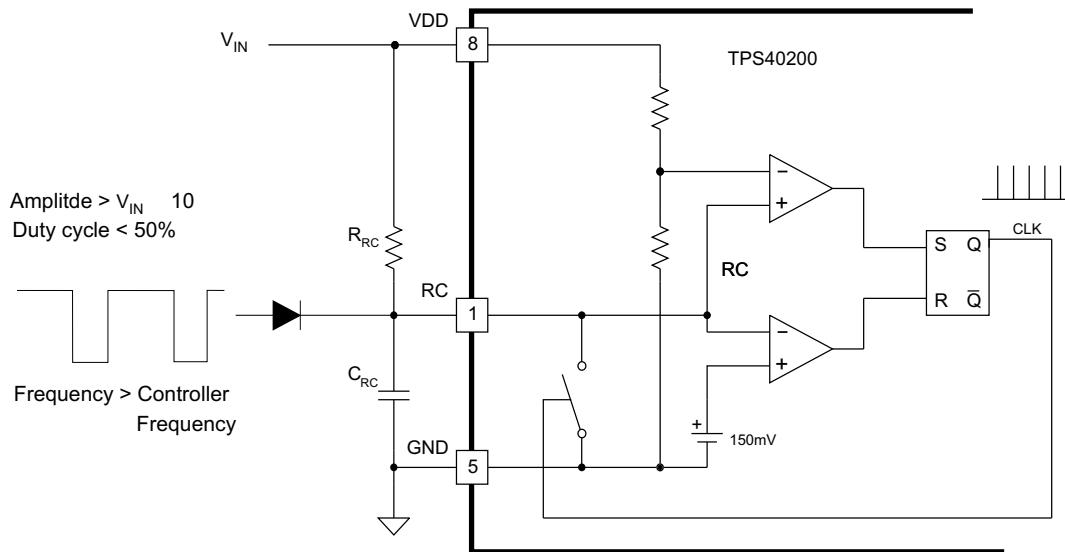 VDD
V_IN
8
TPS40200
Amplitde > V_IN 10
Duty cycle < 50%
R_RC
RC
1
RC
−
+
S Q
R Q̅
CLK
−
+
Frequency > Controller
Frequency
C_RC
GND
5
+
150mV